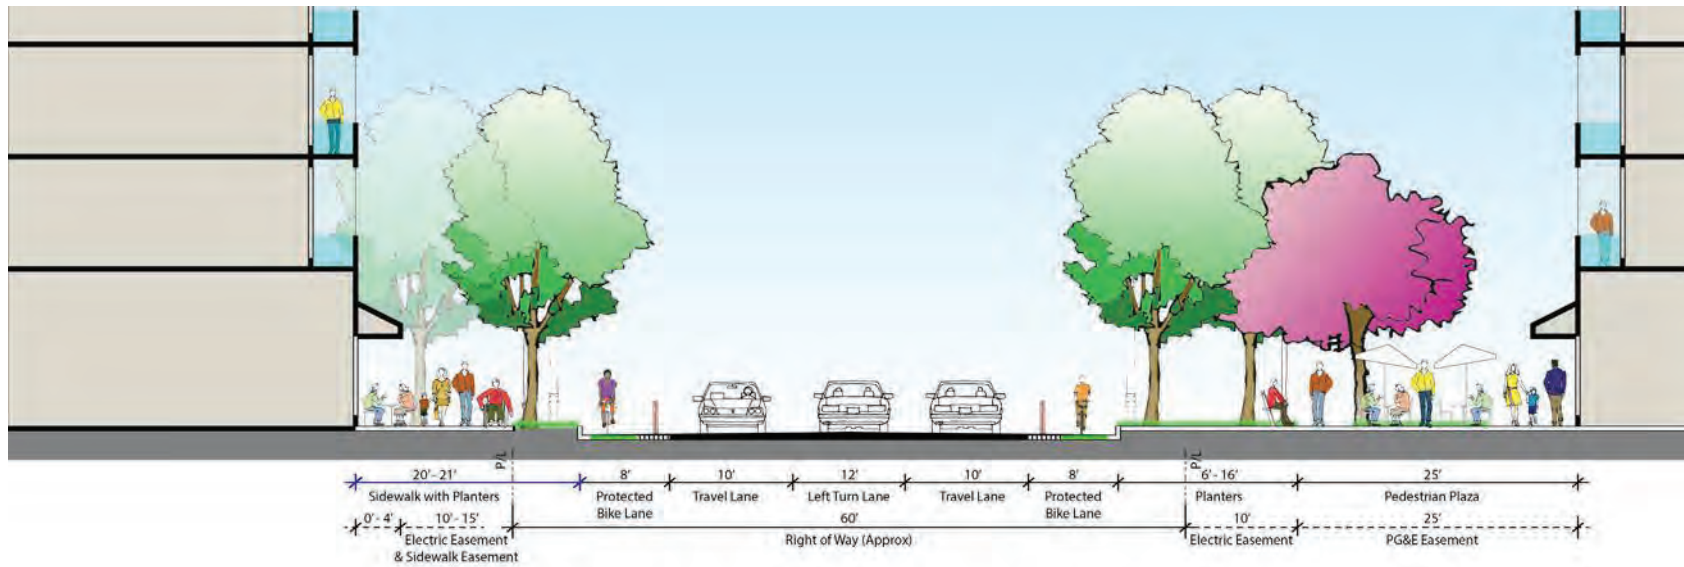 P/L
P/L
20' - 21'
8'
10'
12'
10'
8'
6' - 16'
25'
Sidewalk with Planters
Protected
Bike Lane
Travel Lane
Left Turn Lane
Travel Lane
Protected
Bike Lane
Planters
Pedestrian Plaza
0' - 4'
10' - 15'
60'
10'
25'
Electric Easement
& Sidewalk Easement
Right of Way (Approx)
Electric Easement
PG&E Easement